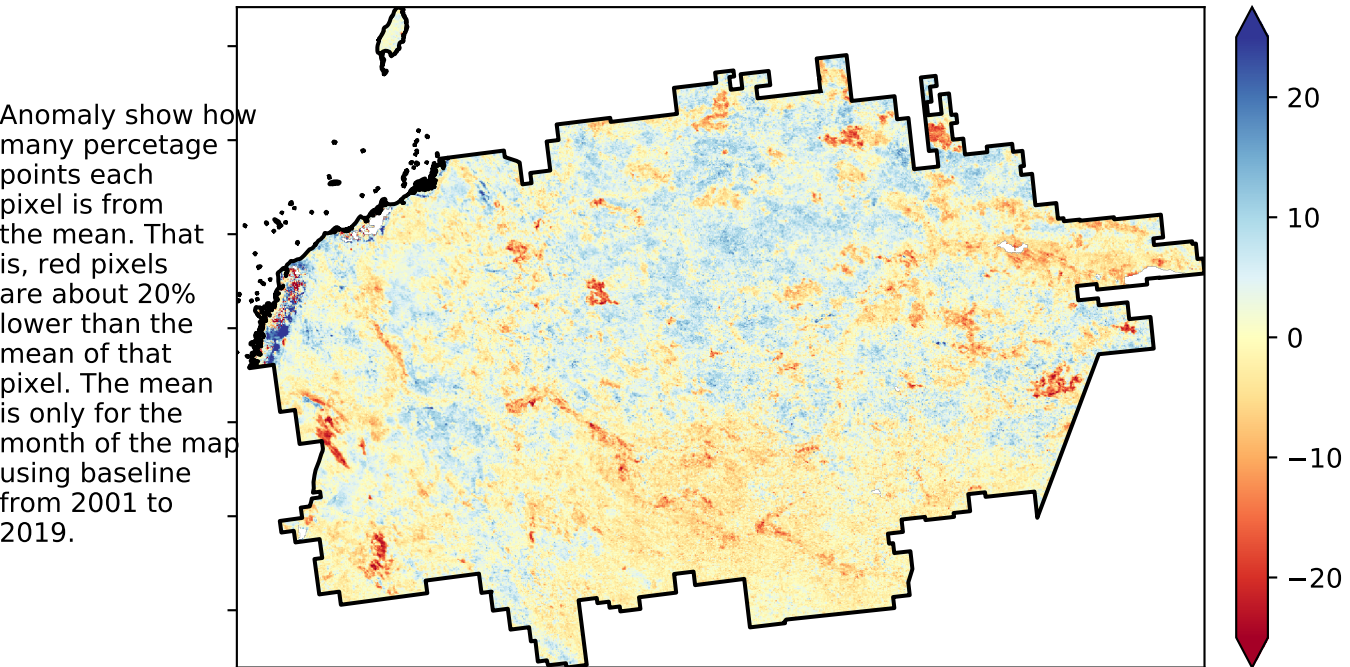 Anomaly show how
many percetage
points each
pixel is from
the mean. That
is, red pixels
are about 20%
lower than the
mean of that
pixel. The mean
is only for the
month of the map
using baseline
from 2001 to
2019.
20
10
0
−10
−20